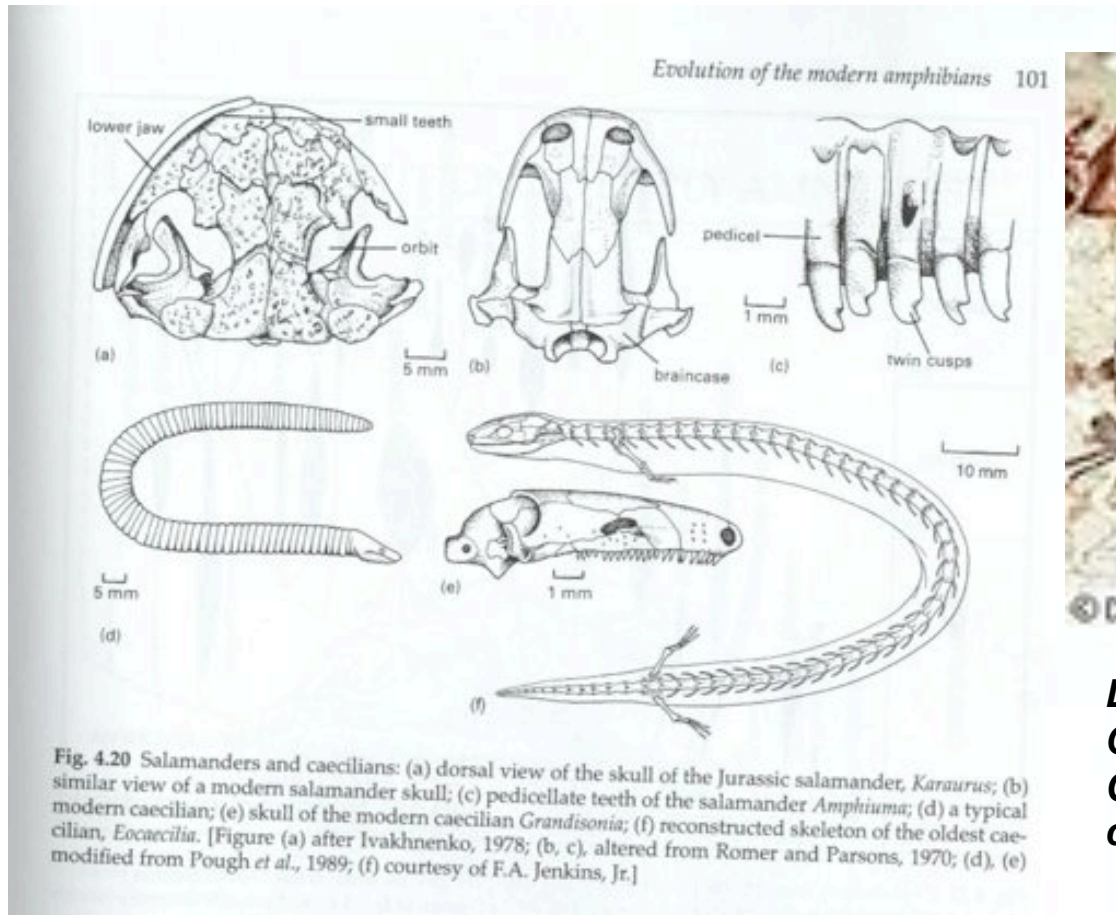 Evolution of the modern amphibians 101
lower jaw
small teeth
orbit
(a)
5 mm
(b)
braincase
pedicel
1 mm
(c)
twin cusps
5 mm
(d)
(e)
1 mm
10 mm
(f)
Fig. 4.20 Salamanders and caecilians: (a) dorsal view of the skull of the Jurassic salamander, Karaurus; (b)
similar view of a modern salamander skull; (c) pedicellate teeth of the salamander Amphiuma; (d) a typical
modern caecilian; (e) skull of the modern caecilian Grandisonia; (f) reconstructed skeleton of the oldest cae-
cilian, Eocaecilia. [Figure (a) after Ivakhnenko, 1978; (b, c), altered from Romer and Parsons, 1970; (d), (e)
modified from Pough et al., 1989; (f) courtesy of F.A. Jenkins, Jr.]
©